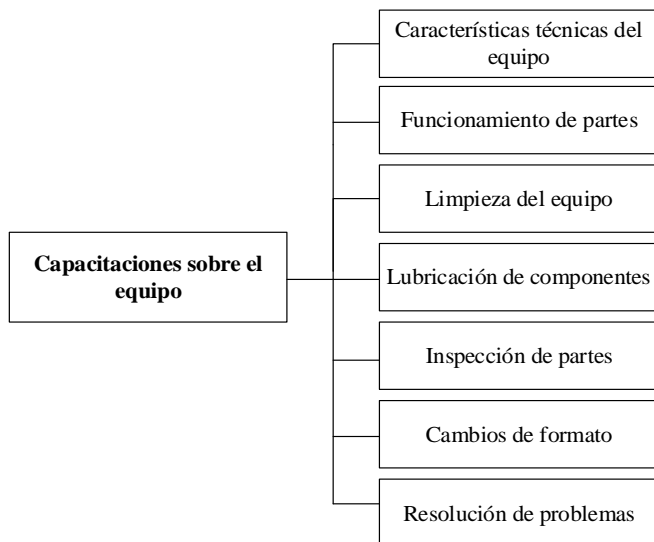 Características técnicas del
equipo
Funcionamiento de partes
Limpieza del equipo
Capacitaciones sobre el
equipo
Lubricación de componentes
Inspección de partes
Cambios de formato
Resolución de problemas